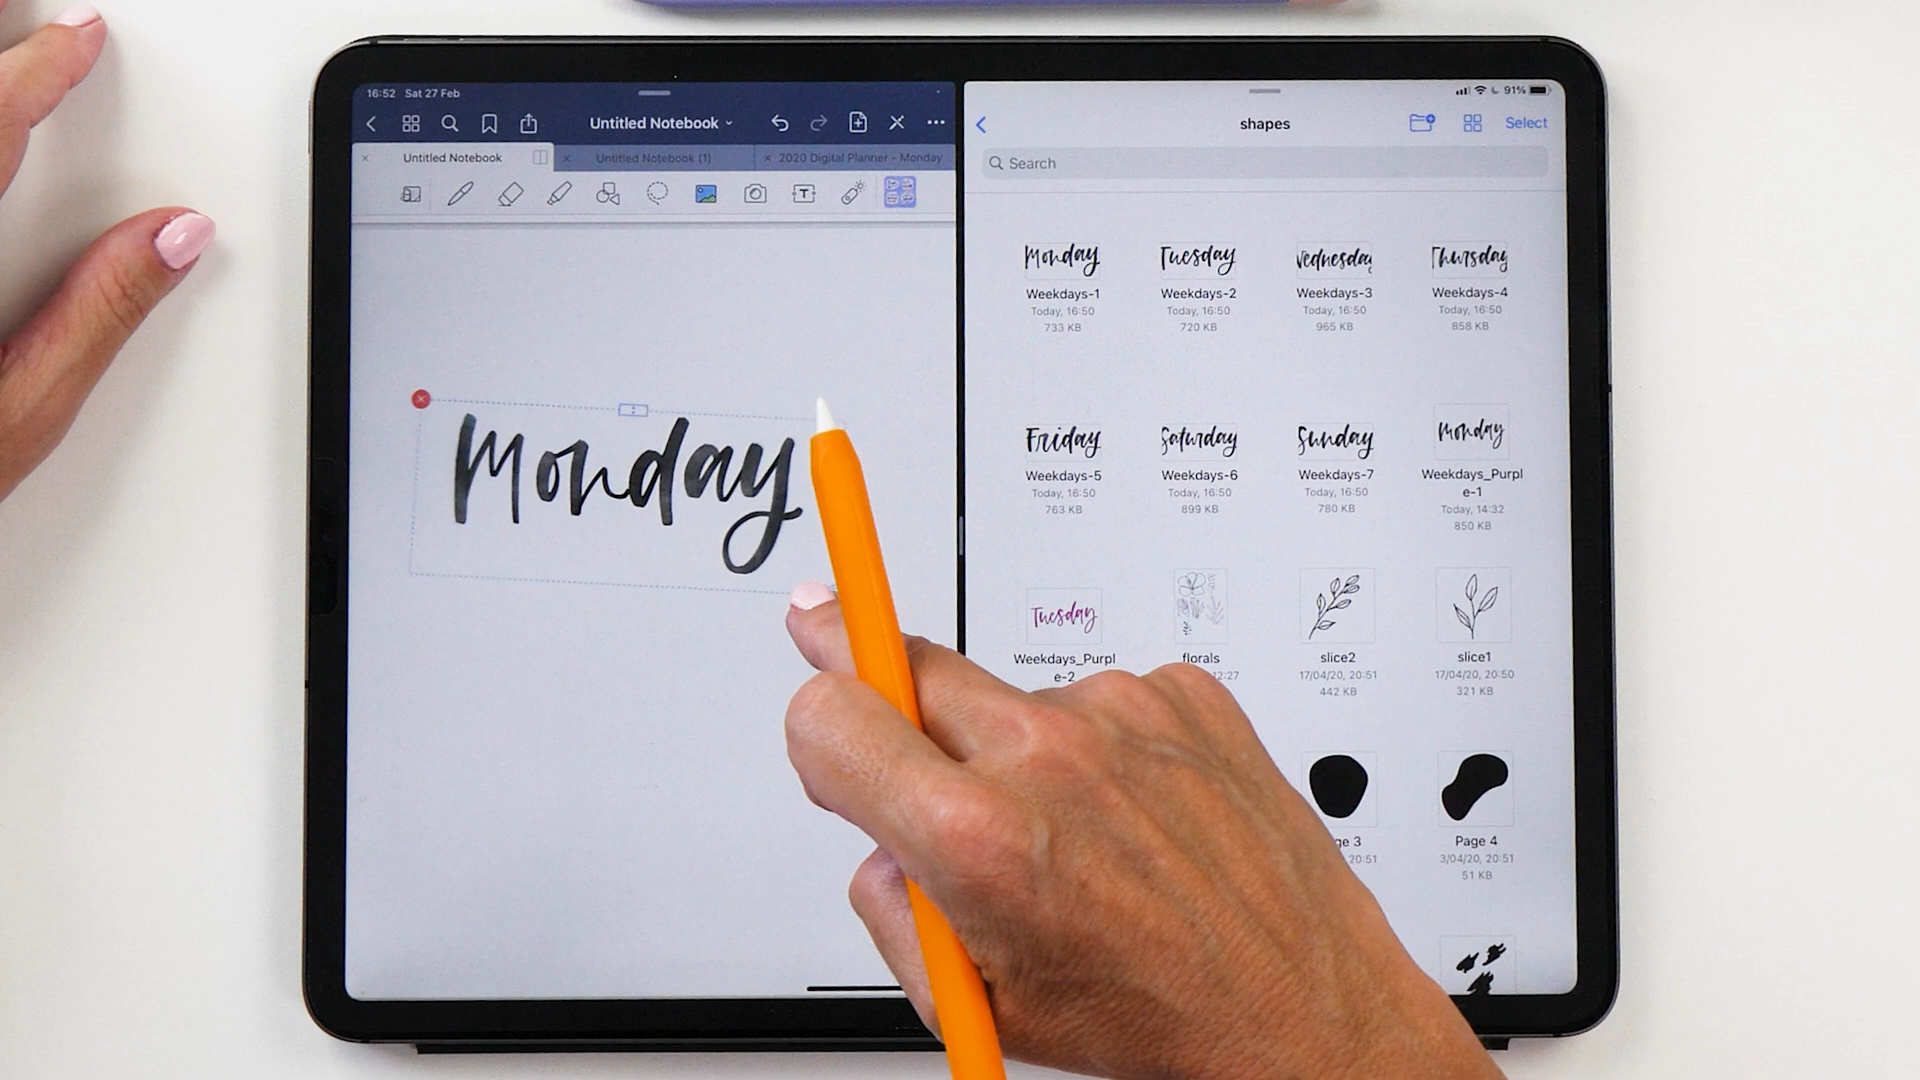 16:52 Sat 27 Feb
Untitled Notebook
Untitled Notebook
Untitled Notebook (1)
2020 Digital Planner - Monday
T
Monday
91%
shapes
Select
Search
Monday
Tuesday
Wednesday
Thursday
Weekdays-1
Weekdays-2
Weekdays-3
Weekdays-4
Today, 16:50
Today, 16:50
Today, 16:50
Today, 16:50
733 KB
720 KB
965 KB
858 KB
Friday
Saturday
Sunday
Monday
Weekdays-5
Weekdays-6
Weekdays-7
Weekdays_Purpl
e-1
Today, 16:50
Today, 16:50
Today, 16:50
Today, 14:32
763 KB
899 KB
780 KB
850 KB
Tuesday
Weekdays_Purpl
e-2
florals
slice2
slice1
12:27
17/04/20, 20:51
17/04/20, 20:50
442 KB
321 KB
ge 3
Page 4
20:51
3/04/20, 20:51
51 KB